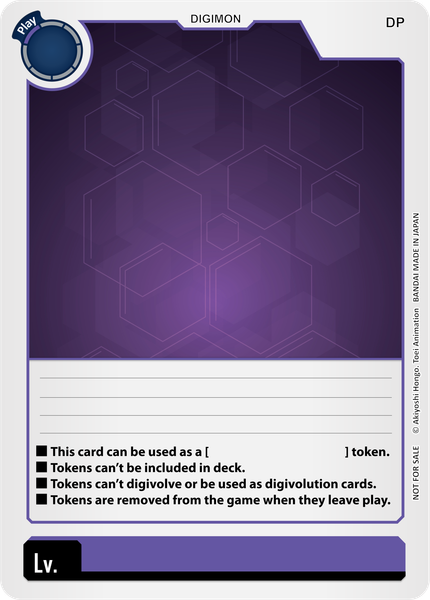 Play
DIGIMON
DP
■ This card can be used as a [ ] token.
■ Tokens can't be included in deck.
■ Tokens can't digivolve or be used as digivolution cards.
■ Tokens are removed from the game when they leave play.
NOT FOR SALE © Akiyoshi Hongo, Toei Animation BANDAI MADE IN JAPAN
Lv.